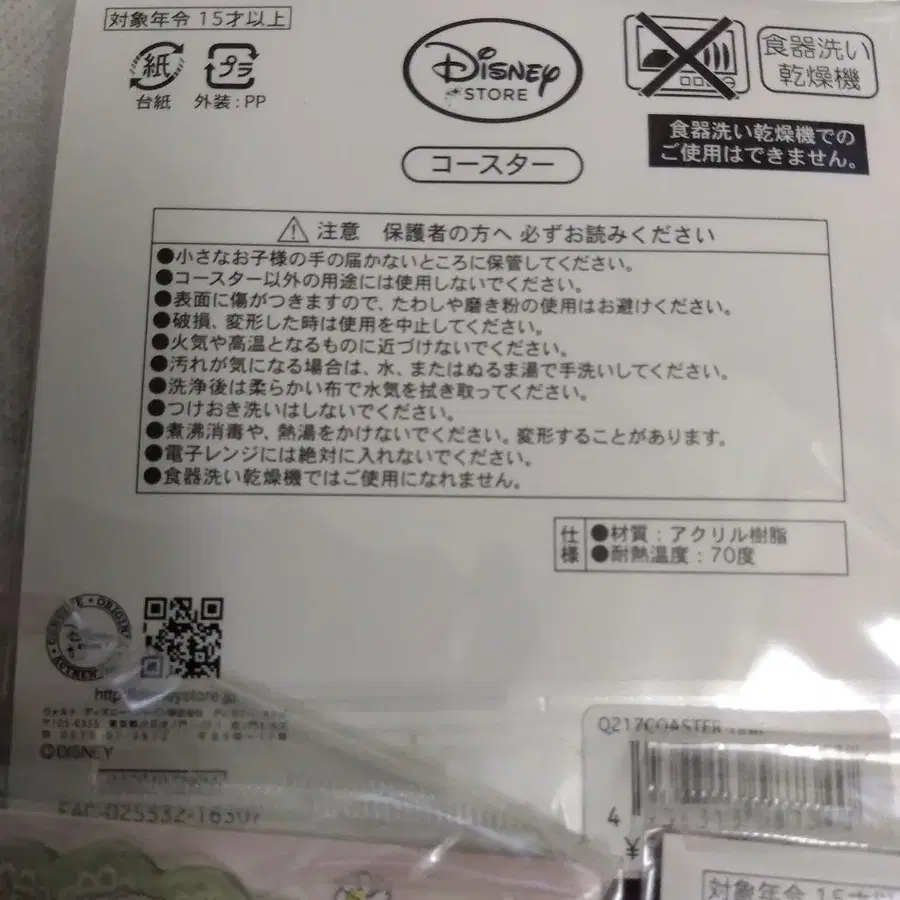 対象年令 15才以上
紙
プラ
台紙 外装：PP
Disney
STORE
コースター
食器洗い
乾燥機
食器洗い乾燥機での
ご使用はできません。
注意 保護者の方へ 必ずお読みください
●小さなお子様の手の届かないところに保管してください。
●コースター以外の用途には使用しないでください。
●表面に傷がつきますので、たわしや磨き粉の使用はお避けください。
●破損、変形した時は使用を中止してください。
●火気や高温となるものに近づけないでください。
●汚れが気になる場合は、水、またはぬるま湯で手洗いしてください。
●洗浄後は柔らかい布で水気を拭き取ってください。
●つけおき洗いはしないでください。
●煮沸消毒や、熱湯をかけないでください。変形することがあります。
●電子レンジには絶対に入れないでください。
●食器洗い乾燥機ではご使用になれません。
仕様
●材質：アクリル樹脂
●耐熱温度：70度
©DISNEY
FAC-025532-16307
Q217COASTER
4
¥
対象年令 15才以